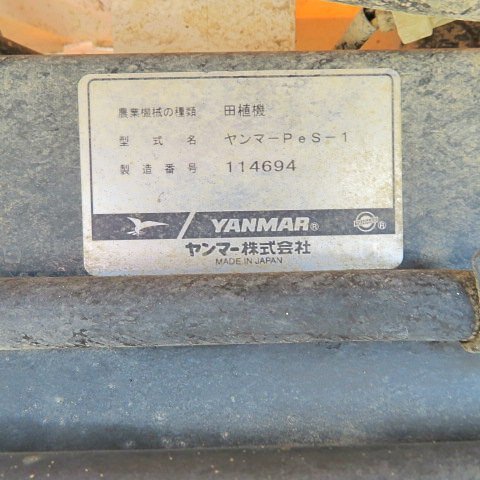 農業機械の種類 田植機
型式名 ヤンマーPeS-1
製造番号 114694
YANMAR®
ヤンマー株式会社
MADE IN JAPAN